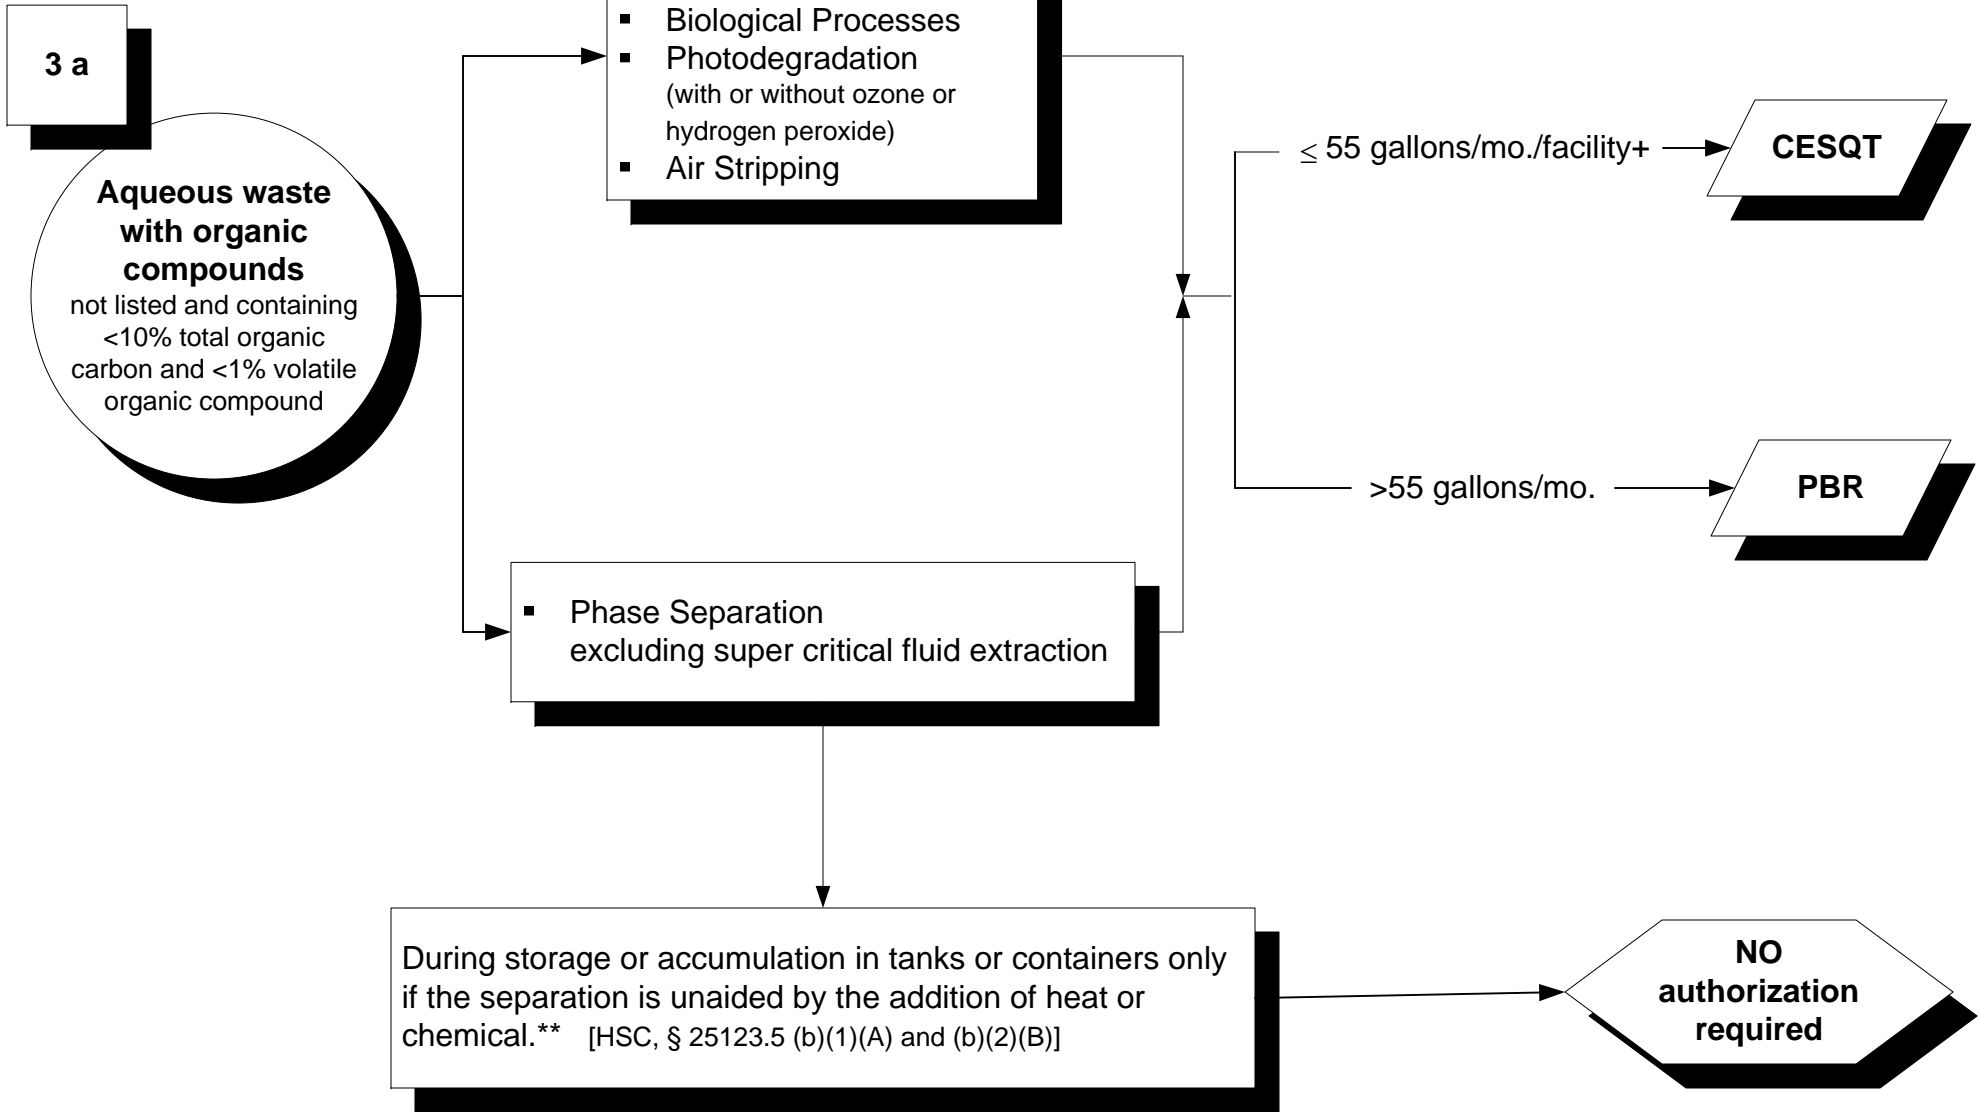 3 a
Aqueous waste
with organic
compounds
not listed and containing
<10% total organic
carbon and <1% volatile
organic compound
▪ Biological Processes
▪ Photodegradation
(with or without ozone or
hydrogen peroxide)
▪ Air Stripping
≤ 55 gallons/mo./facility+
CESQT
>55 gallons/mo.
PBR
▪ Phase Separation
excluding super critical fluid extraction
During storage or accumulation in tanks or containers only
if the separation is unaided by the addition of heat or
chemical.** [HSC, § 25123.5 (b)(1)(A) and (b)(2)(B)]
NO
authorization
required